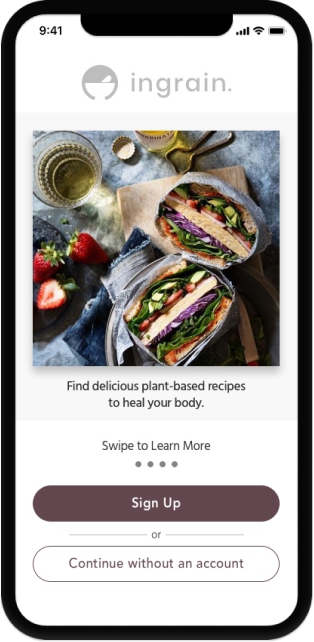 9:41
ingrain.
Find delicious plant-based recipes
to heal your body.
Swipe to Learn More
Sign Up
or
Continue without an account